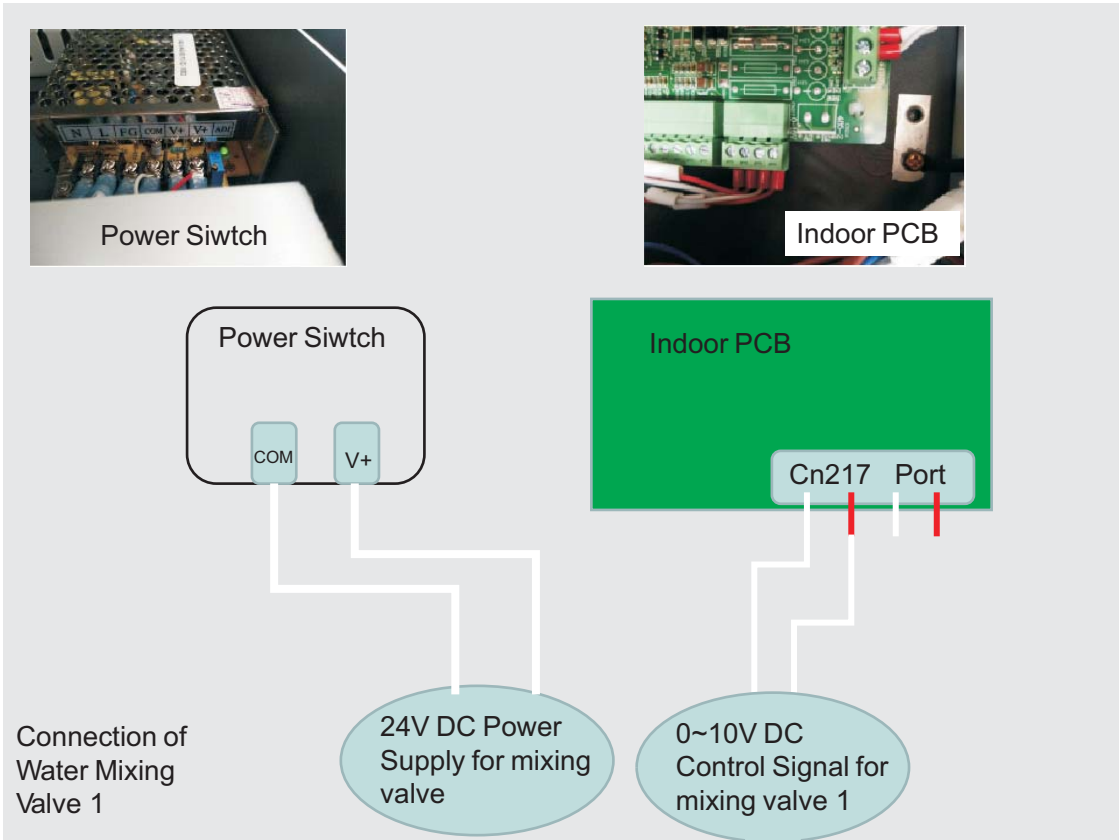 N L FG COM V+ V+ ADJ
Power Siwtch
Indoor PCB
Power Siwtch
COM
V+
Indoor PCB
Cn217 Port
Connection of
Water Mixing
Valve 1
24V DC Power
Supply for mixing
valve
0~10V DC
Control Signal for
mixing valve 1